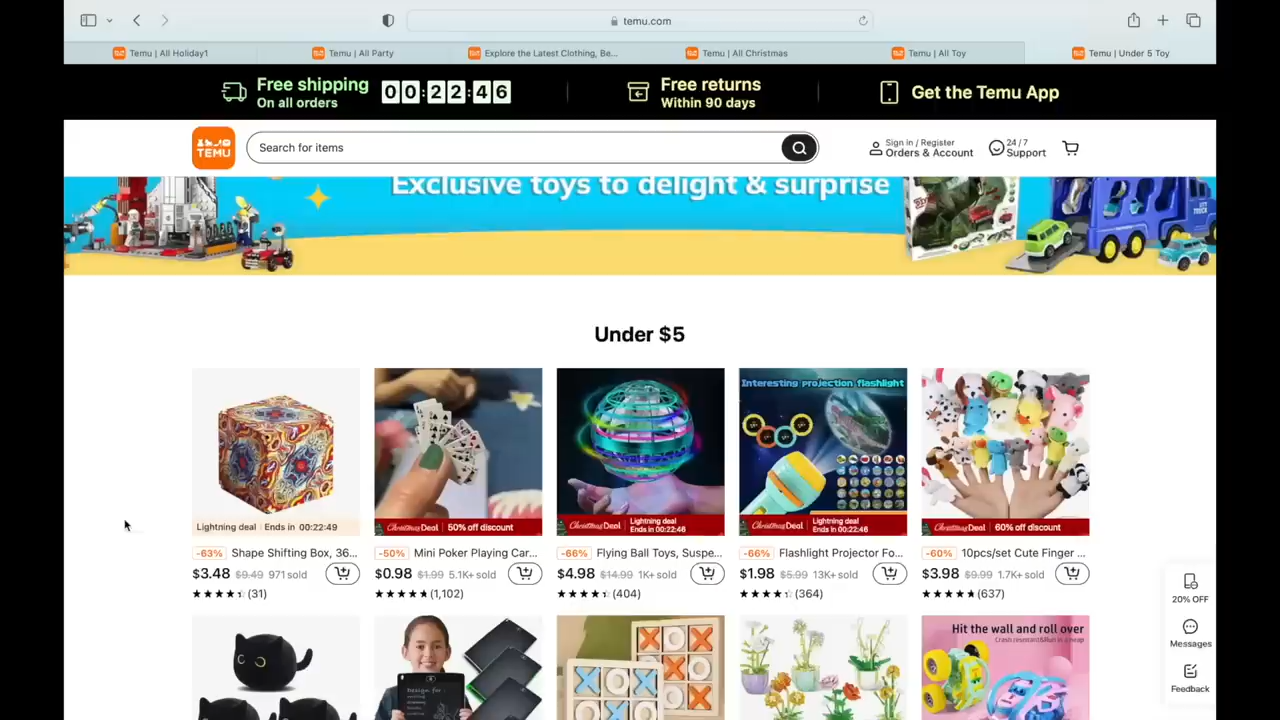 temu.com
Temu | All Holiday1
Temu | All Party
Explore the Latest Clothing, Be...
Temu | All Christmas
Temu | All Toy
Temu | Under 5 Toy
Free shipping
On all orders
00:22:46
Free returns
Within 90 days
Get the Temu App
TEMU
Search for items
Sign in / Register
Orders & Account
24/7
Support
Exclusive toys to delight & surprise
Under $5
Interesting projection flashlight
Lightning deal Ends in 00:22:49
Christmas Deal 50% off discount
Christmas Deal Lightning deal
Ends in 00:22:46
Christmas Deal Lightning deal
Ends in 00:22:46
Christmas Deal 60% off discount
-63% Shape Shifting Box, 36...
$3.48 $9.49 971 sold
(31)
-50% Mini Poker Playing Car...
$0.98 $1.99 5.1K+ sold
(1,102)
-66% Flying Ball Toys, Suspe...
$4.98 $14.99 1K+ sold
(404)
-66% Flashlight Projector Fo...
$1.98 $5.99 13K+ sold
(364)
-60% 10pcs/set Cute Finger ...
$3.98 $9.99 1.7K+ sold
(637)
20% OFF
Messages
Feedback
Design for:
Hit the wall and roll over